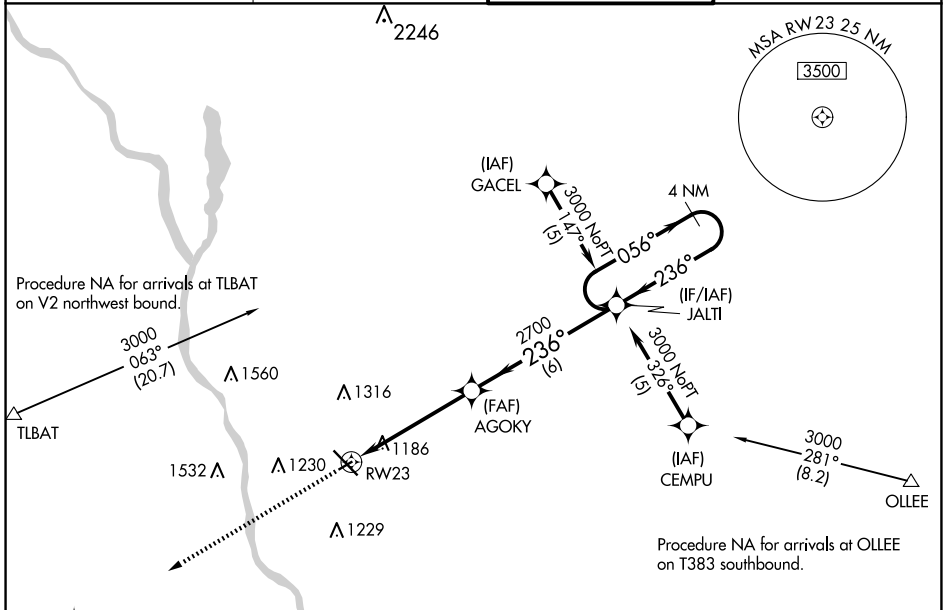 2246
MSA RW23 25 NM
3500
(IAF)
GACEL
3000 NoPT
147°
(5)
4 NM
056°
236°
(IF/IAF)
JALTI
Procedure NA for arrivals at TLBAT
on V2 northwest bound.
3000
063°
(20.7)
TLBAT
2700
236°
(6)
3000 NoPT
326°
(5)
1560
1316
(FAF)
AGOKY
1186
1532
1230
RW23
(IAF)
CEMPU
3000
281°
(8.2)
OLLEE
1229
Procedure NA for arrivals at OLLEE
on T383 southbound.